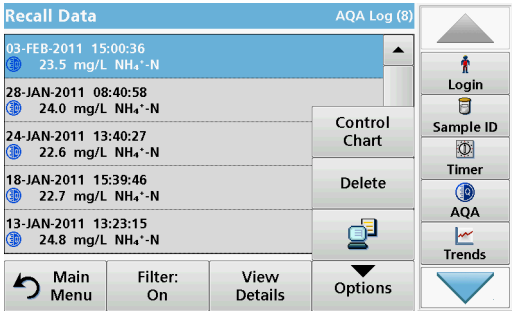 Recall Data
AQA Log (8)
03-FEB-2011 15:00:36
23.5 mg/L NH₄⁺-N
28-JAN-2011 08:40:58
24.0 mg/L NH₄⁺-N
24-JAN-2011 13:40:27
22.6 mg/L NH₄⁺-N
18-JAN-2011 15:39:46
22.7 mg/L NH₄⁺-N
13-JAN-2011 13:23:15
24.8 mg/L NH₄⁺-N
Control
Chart
Delete
Main
Menu
Filter:
On
View
Details
Options
Login
Sample ID
Timer
AQA
Trends